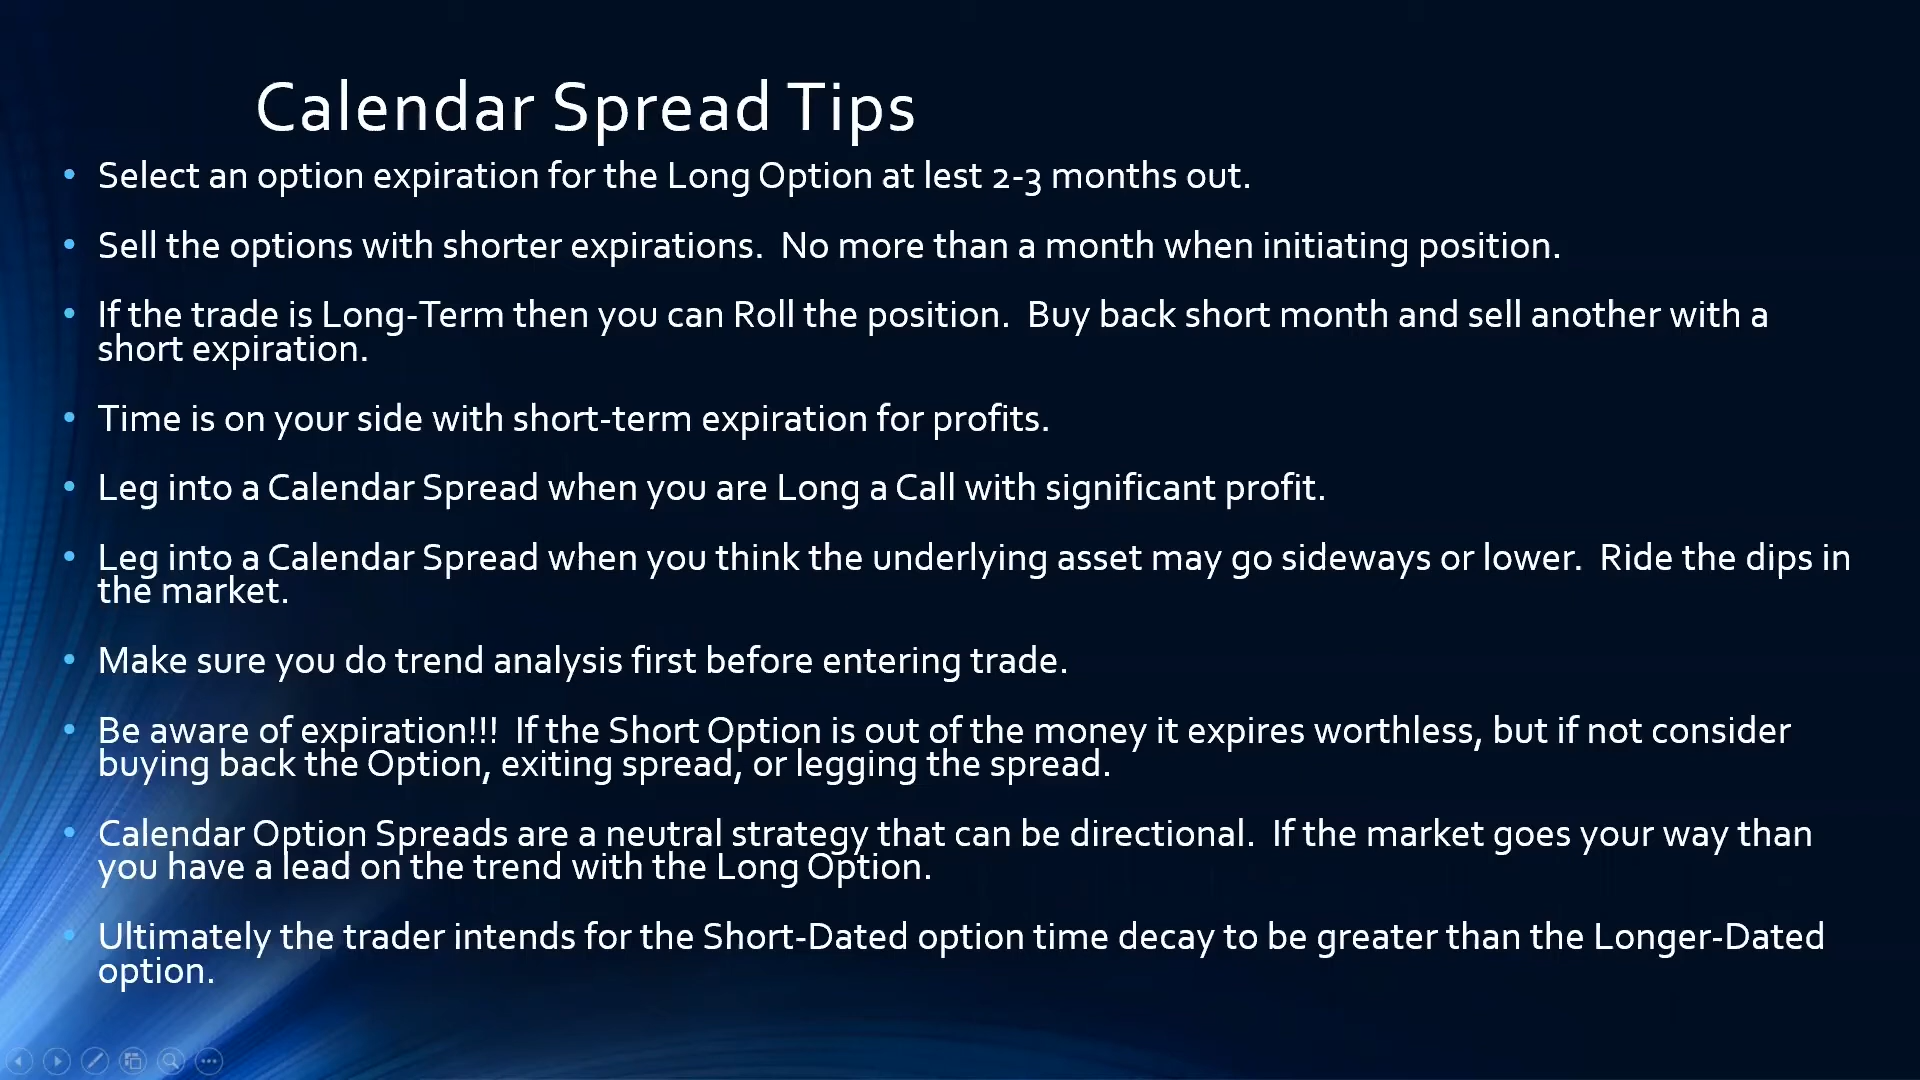 Calendar Spread Tips
• Select an option expiration for the Long Option at lest 2-3 months out.
• Sell the options with shorter expirations.  No more than a month when initiating position.
• If the trade is Long-Term then you can Roll the position.  Buy back short month and sell another with a
short expiration.
• Time is on your side with short-term expiration for profits.
• Leg into a Calendar Spread when you are Long a Call with significant profit.
• Leg into a Calendar Spread when you think the underlying asset may go sideways or lower.  Ride the dips in
the market.
• Make sure you do trend analysis first before entering trade.
• Be aware of expiration!!!  If the Short Option is out of the money it expires worthless, but if not consider
buying back the Option, exiting spread, or legging the spread.
• Calendar Option Spreads are a neutral strategy that can be directional.  If the market goes your way than
you have a lead on the trend with the Long Option.
• Ultimately the trader intends for the Short-Dated option time decay to be greater than the Longer-Dated
option.